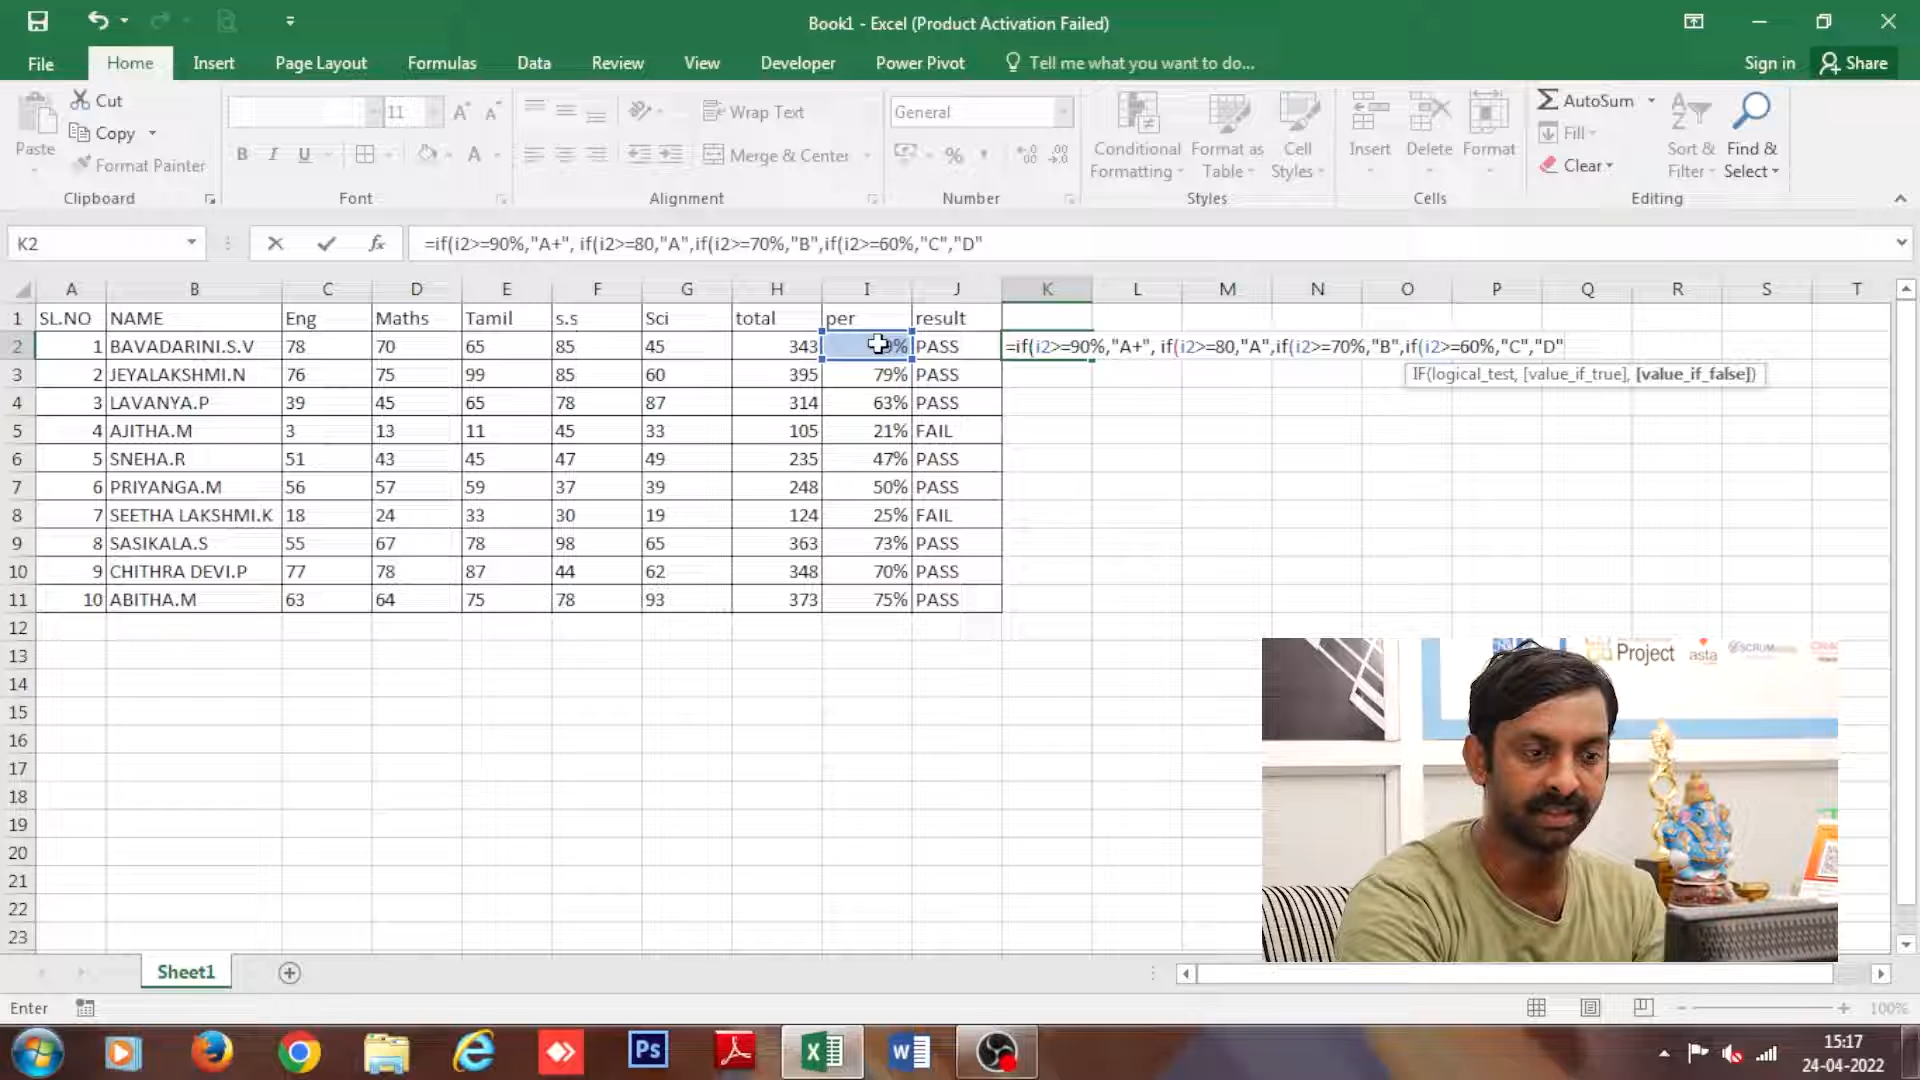 Book1 - Excel (Product Activation Failed)
File Home Insert Page Layout Formulas Data Review View Developer Power Pivot Tell me what you want to do... Sign in Share
Paste Cut Copy Format Painter Clipboard
11 B I U Font
Wrap Text Merge & Center Alignment
General % Number
Conditional Formatting Format as Table Cell Styles Styles
Insert Delete Format Cells
AutoSum Fill Clear Sort & Filter Find & Select Editing
K2 fx =if(i2>=90%,"A+", if(i2>=80,"A",if(i2>=70%,"B",if(i2>=60%,"C","D"
A B C D E F G H I J K L M N O P Q R S T
1 SL.NO NAME Eng Maths Tamil s.s Sci total per result
2 1 BAVADARINI.S.V 78 70 65 85 45 343 9% PASS =if(i2>=90%,"A+", if(i2>=80,"A",if(i2>=70%,"B",if(i2>=60%,"C","D"
IF(logical_test, [value_if_true], [value_if_false])
3 2 JEYALAKSHMI.N 76 75 99 85 60 395 79% PASS
4 3 LAVANYA.P 39 45 65 78 87 314 63% PASS
5 4 AJITHA.M 3 13 11 45 33 105 21% FAIL
6 5 SNEHA.R 51 43 45 47 49 235 47% PASS
7 6 PRIYANGA.M 56 57 59 37 39 248 50% PASS
8 7 SEETHA LAKSHMI.K 18 24 33 30 19 124 25% FAIL
9 8 SASIKALA.S 55 67 78 98 65 363 73% PASS
10 9 CHITHRA DEVI.P 77 78 87 44 62 348 70% PASS
11 10 ABITHA.M 63 64 75 78 93 373 75% PASS
12
13
14
15
16
17
18
19
20
21
22
23
Project asta SCRUM
Sheet1
Enter 100%
Ps
15:17
24-04-2022